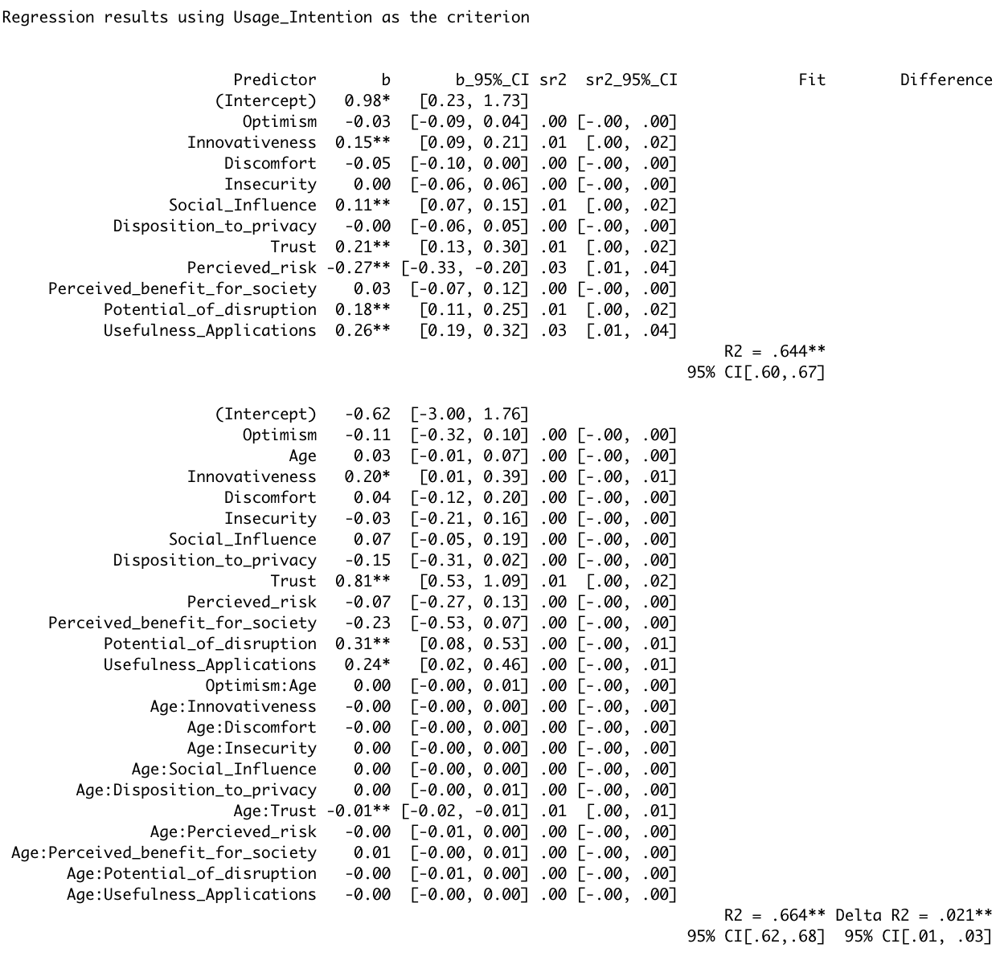 Regression results using Usage_Intention as the criterion
Predictor b b_95%_CI sr2 sr2_95%_CI Fit Difference
(Intercept) 0.98* [0.23, 1.73]
Optimism -0.03 [-0.09, 0.04] .00 [-.00, .00]
Innovativeness 0.15** [0.09, 0.21] .01 [.00, .02]
Discomfort -0.05 [-0.10, 0.00] .00 [-.00, .00]
Insecurity 0.00 [-0.06, 0.06] .00 [-.00, .00]
Social_Influence 0.11** [0.07, 0.15] .01 [.00, .02]
Disposition_to_privacy -0.00 [-0.06, 0.05] .00 [-.00, .00]
Trust 0.21** [0.13, 0.30] .01 [.00, .02]
Percieved_risk -0.27** [-0.33, -0.20] .03 [.01, .04]
Perceived_benefit_for_society 0.03 [-0.07, 0.12] .00 [-.00, .00]
Potential_of_disruption 0.18** [0.11, 0.25] .01 [.00, .02]
Usefulness_Applications 0.26** [0.19, 0.32] .03 [.01, .04]
R2 = .644**
95% CI[.60,.67]
(Intercept) -0.62 [-3.00, 1.76]
Optimism -0.11 [-0.32, 0.10] .00 [-.00, .00]
Age 0.03 [-0.01, 0.07] .00 [-.00, .00]
Innovativeness 0.20* [0.01, 0.39] .00 [-.00, .01]
Discomfort 0.04 [-0.12, 0.20] .00 [-.00, .00]
Insecurity -0.03 [-0.21, 0.16] .00 [-.00, .00]
Social_Influence 0.07 [-0.05, 0.19] .00 [-.00, .00]
Disposition_to_privacy -0.15 [-0.31, 0.02] .00 [-.00, .00]
Trust 0.81** [0.53, 1.09] .01 [.00, .02]
Percieved_risk -0.07 [-0.27, 0.13] .00 [-.00, .00]
Perceived_benefit_for_society -0.23 [-0.53, 0.07] .00 [-.00, .00]
Potential_of_disruption 0.31** [0.08, 0.53] .00 [-.00, .01]
Usefulness_Applications 0.24* [0.02, 0.46] .00 [-.00, .01]
Optimism:Age 0.00 [-0.00, 0.01] .00 [-.00, .00]
Age:Innovativeness -0.00 [-0.00, 0.00] .00 [-.00, .00]
Age:Discomfort -0.00 [-0.00, 0.00] .00 [-.00, .00]
Age:Insecurity 0.00 [-0.00, 0.00] .00 [-.00, .00]
Age:Social_Influence 0.00 [-0.00, 0.00] .00 [-.00, .00]
Age:Disposition_to_privacy 0.00 [-0.00, 0.01] .00 [-.00, .00]
Age:Trust -0.01** [-0.02, -0.01] .01 [.00, .01]
Age:Percieved_risk -0.00 [-0.01, 0.00] .00 [-.00, .00]
Age:Perceived_benefit_for_society 0.01 [-0.00, 0.01] .00 [-.00, .00]
Age:Potential_of_disruption -0.00 [-0.01, 0.00] .00 [-.00, .00]
Age:Usefulness_Applications -0.00 [-0.00, 0.00] .00 [-.00, .00]
R2 = .664** Delta R2 = .021**
95% CI[.62,.68] 95% CI[.01, .03]